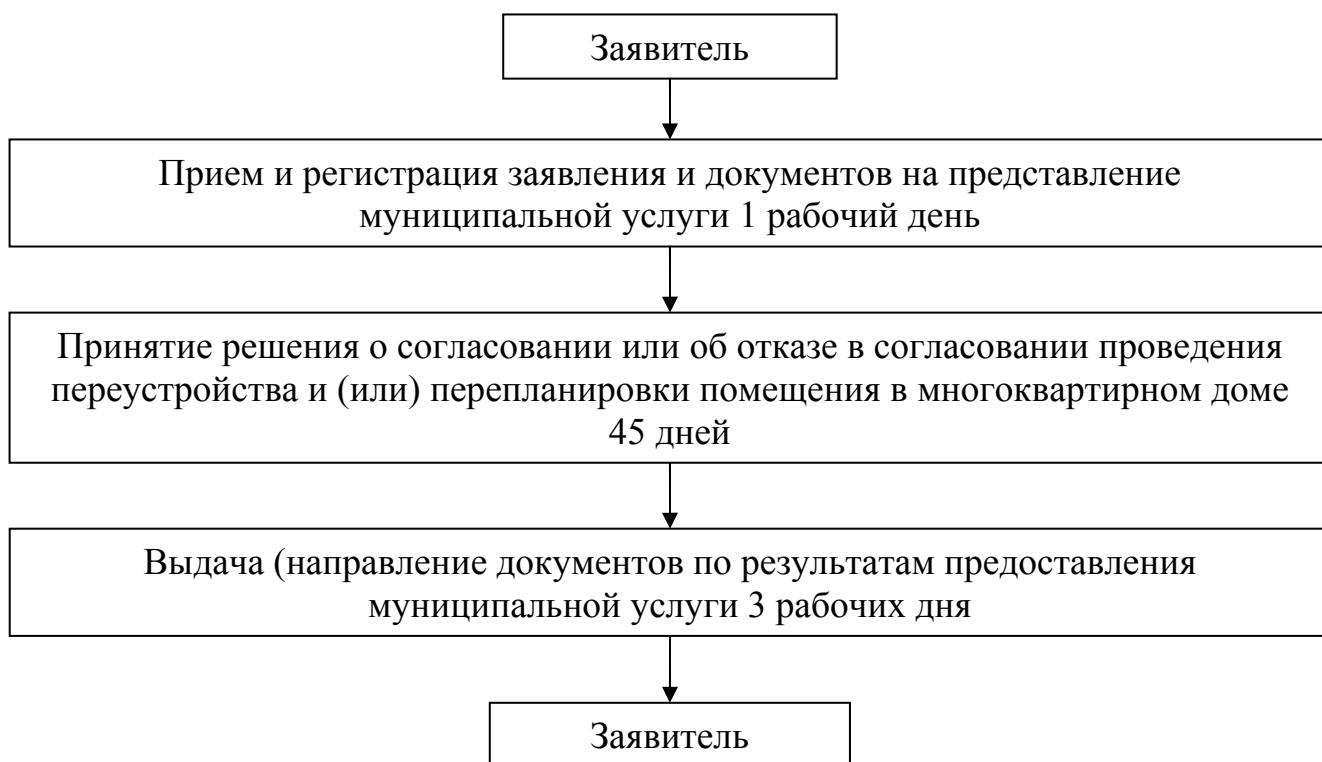 Заявитель
Прием и регистрация заявления и документов на представление
муниципальной услуги 1 рабочий день
Принятие решения о согласовании или об отказе в согласовании проведения
переустройства и (или) перепланировки помещения в многоквартирном доме
45 дней
Выдача (направление документов по результатам предоставления
муниципальной услуги 3 рабочих дня
Заявитель